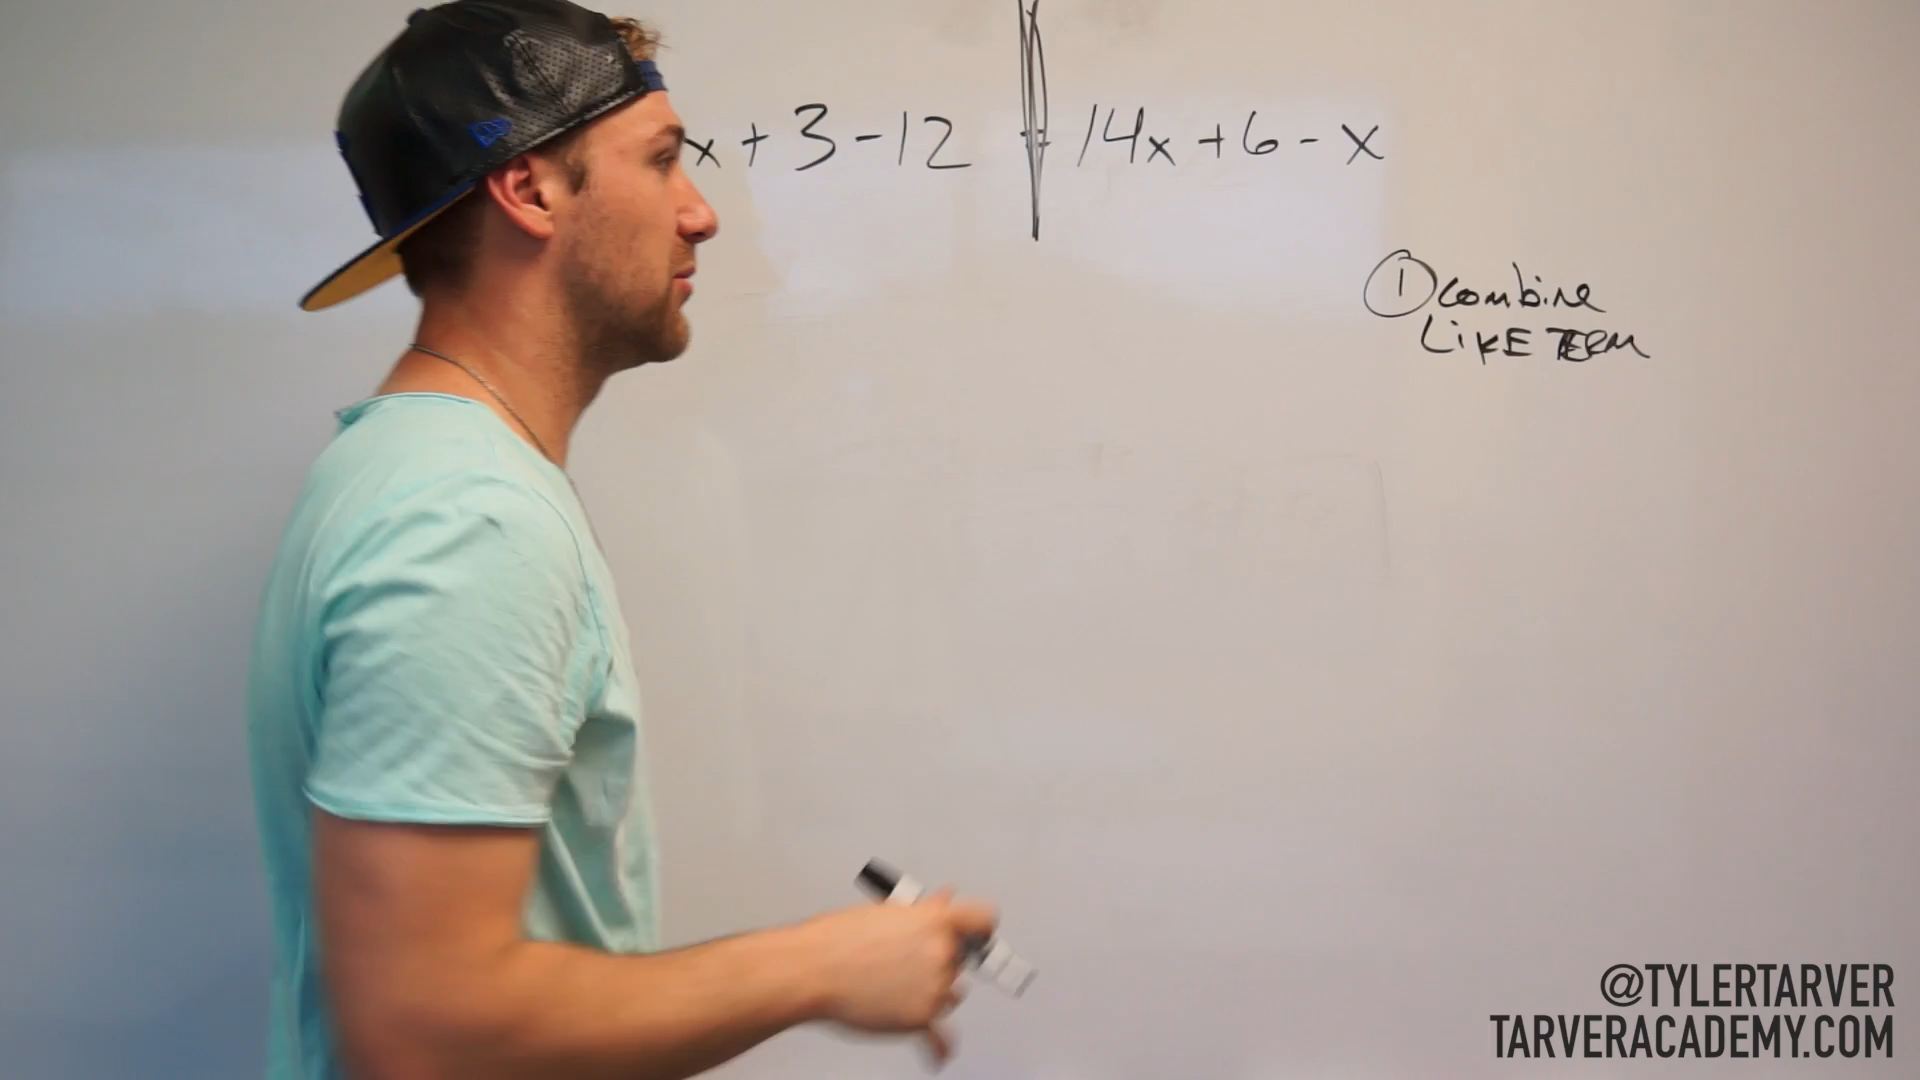 x + 3 - 12 = 14x + 6 - x
① combine
LiKE TERM
@TYLERTARVER
TARVERACADEMY.COM